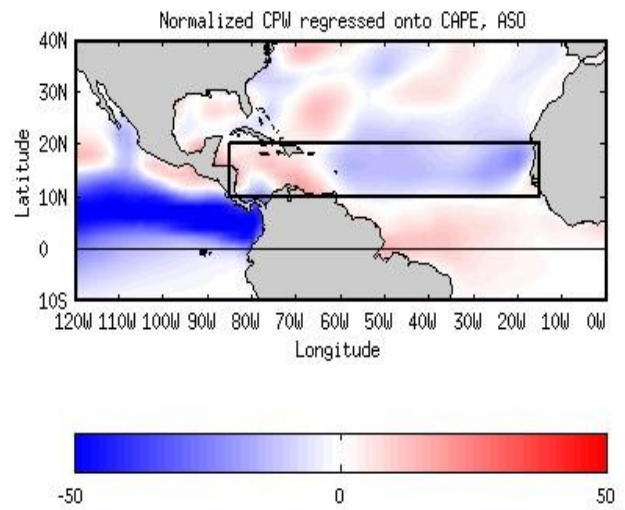 Normalized CPW regressed onto CAPE, ASO
40N
30N
20N
10N
0
10S
Latitude
120W 110W 100W 90W 80W 70W 60W 50W 40W 30W 20W 10W 0W
Longitude
-50 0 50